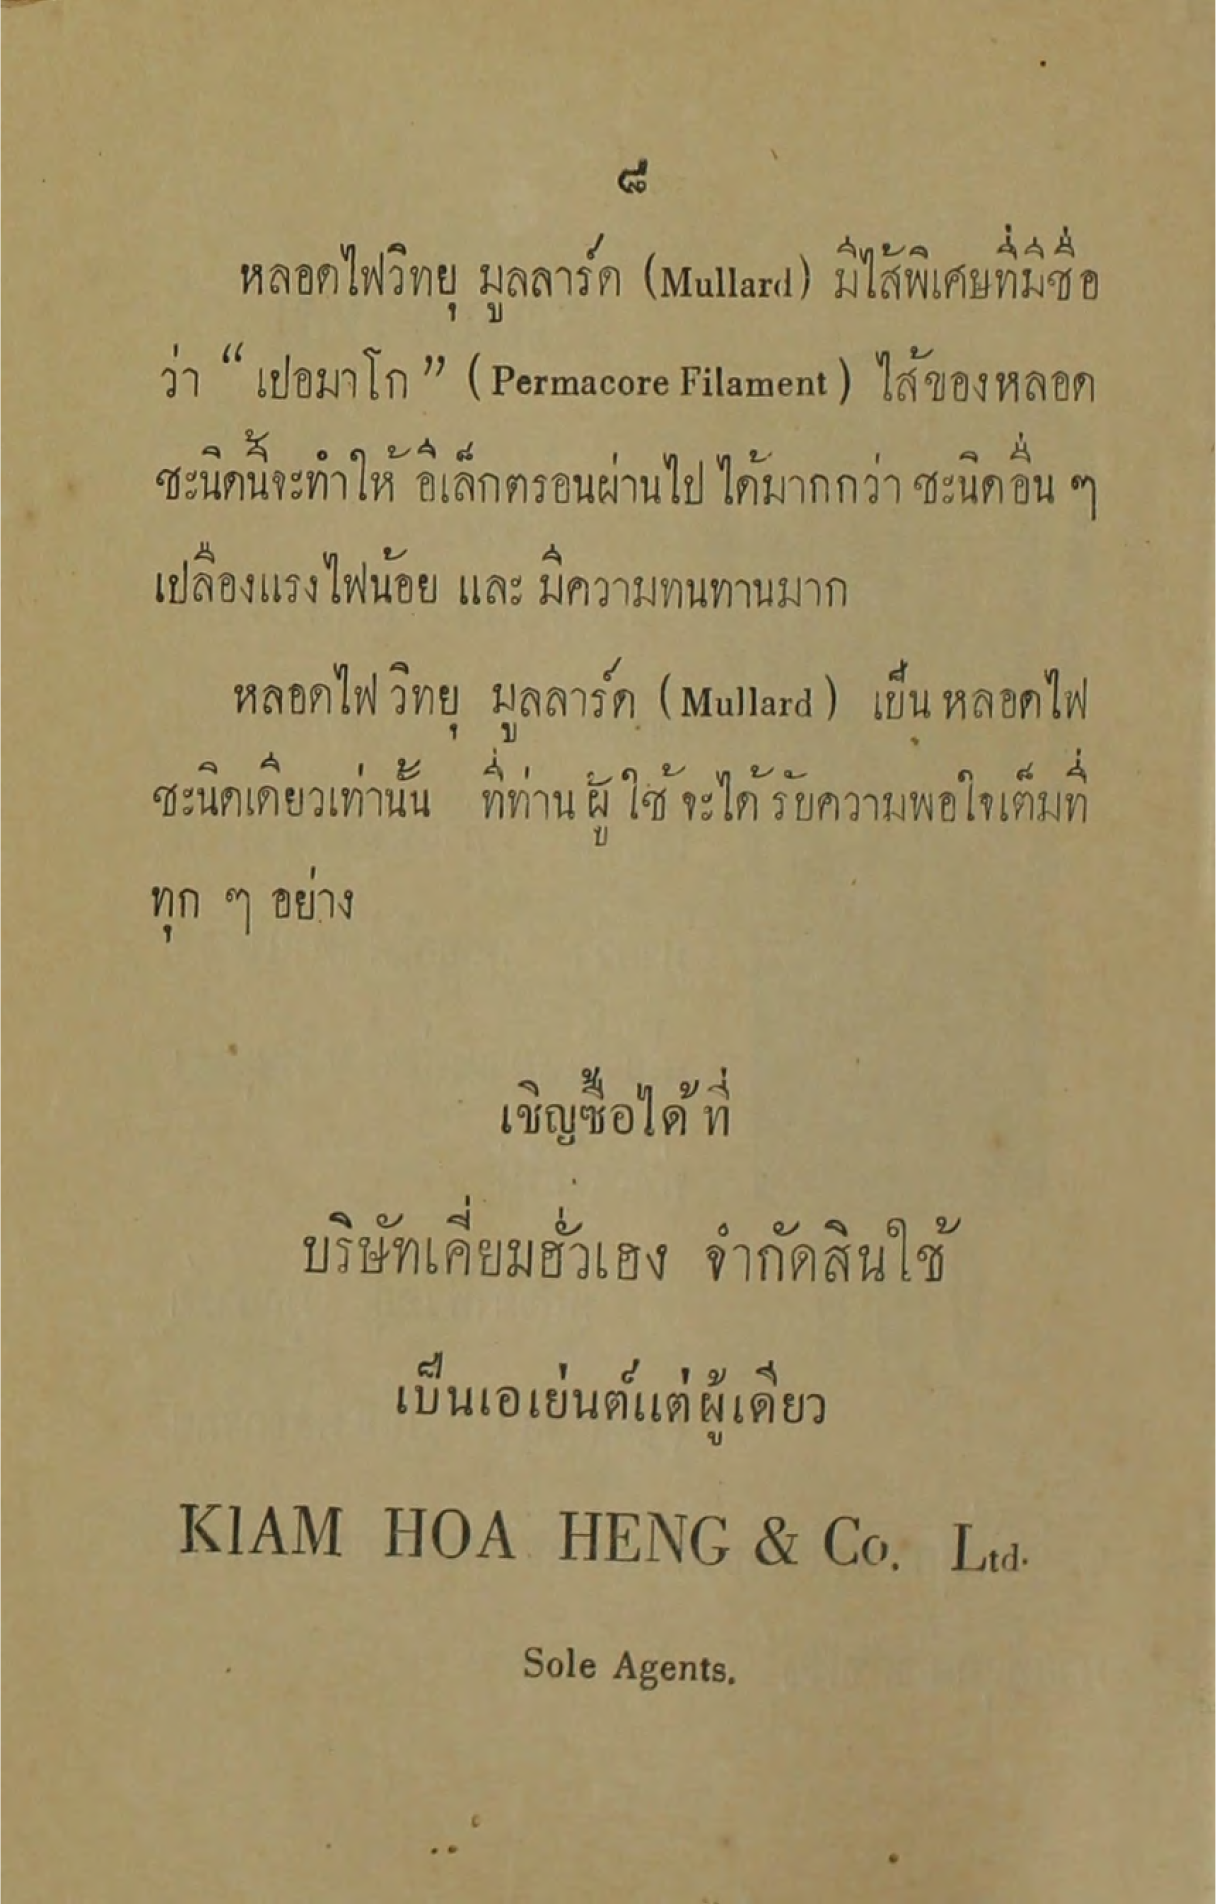 ๘
หลอดไฟวิทยุ มูลลาร์ด (Mullard) มีไส้พิเศษที่มีชื่อ
ว่า “เปอมาโก” (Permacore Filament) ไส้ของหลอด
ชะนิดนี้จะทำให้ อีเล็กตรอนผ่านไป ได้มากกว่า ชะนิดอื่น ๆ
เปลืองแรงไฟน้อย และ มีความทนทานมาก
หลอดไฟ วิทยุ มูลลาร์ด (Mullard) เป็น หลอดไฟ
ชะนิดเดียวเท่านั้น ที่ท่าน ผู้ ใช้ จะได้ รับความพอใจเต็มที่
ทุก ๆ อย่าง
เชิญซื้อได้ ที่
บริษัทเคี่ยมฮั่วเฮง จำกัดสินใช้
เป็นเอเย่นต์แต่ผู้เดียว
KIAM HOA HENG & Co. Ltd.
Sole Agents.